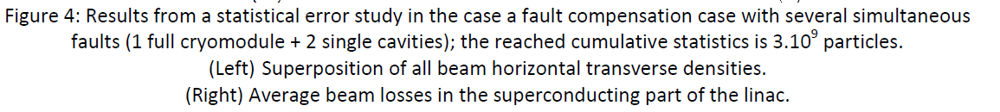 Figure 4: Results from a statistical error study in the case a fault compensation case with several simultaneous
faults (1 full cryomodule + 2 single cavities); the reached cumulative statistics is 3.10⁹ particles.
(Left) Superposition of all beam horizontal transverse densities.
(Right) Average beam losses in the superconducting part of the linac.